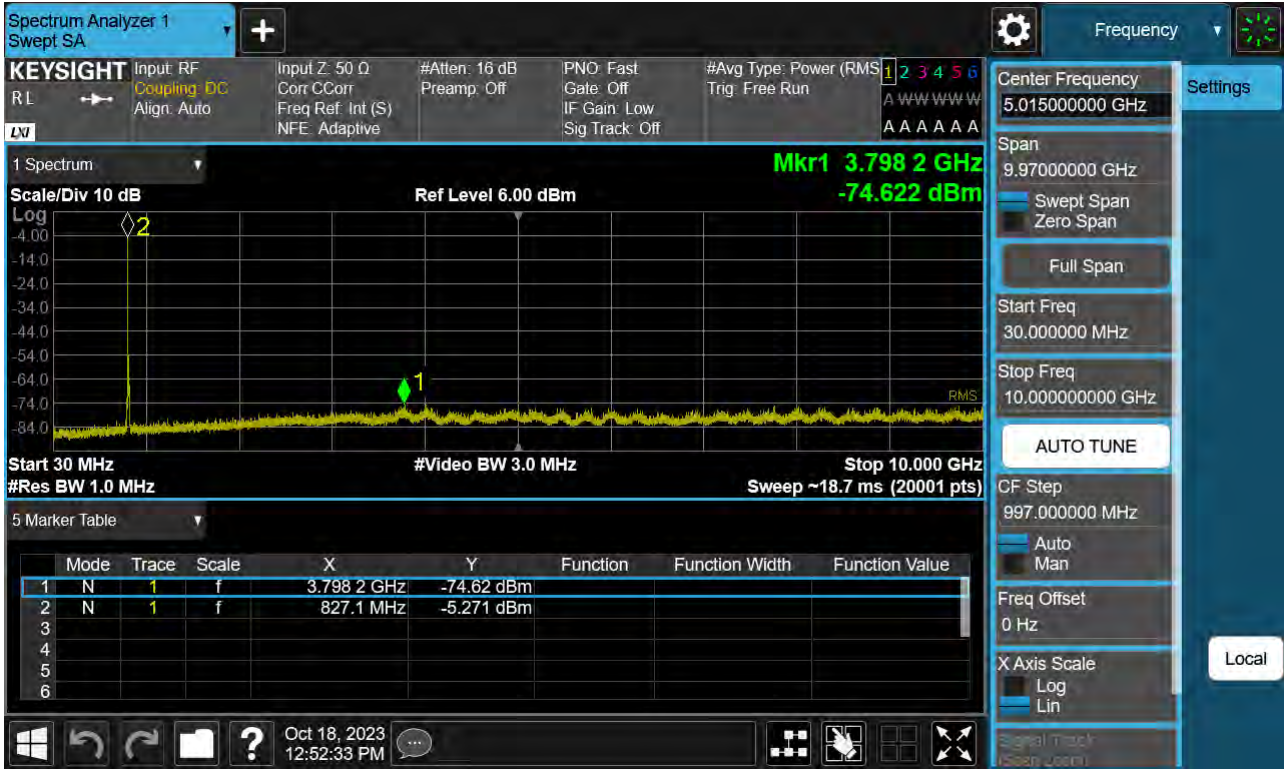 Spectrum Analyzer 1
Swept SA
Frequency
KEYSIGHT
RL
LXI
Input: RF
Coupling: DC
Align: Auto
Input Z: 50 Ω
Corr CCorr
Freq Ref: Int (S)
NFE: Adaptive
#Atten: 16 dB
Preamp: Off
PNO: Fast
Gate: Off
IF Gain: Low
Sig Track: Off
#Avg Type: Power (RMS
Trig: Free Run
1 2 3 4 5 6
A W W W W W
A A A A A A
1 Spectrum
Mkr1 3.798 2 GHz
-74.622 dBm
Scale/Div 10 dB
Ref Level 6.00 dBm
Log
-4.00
-14.0
-24.0
-34.0
-44.0
-54.0
-64.0
-74.0
-84.0
2
1
RMS
Start 30 MHz
#Video BW 3.0 MHz
Stop 10.000 GHz
#Res BW 1.0 MHz
Sweep ~18.7 ms (20001 pts)
5 Marker Table
Mode Trace Scale X Y Function Function Width Function Value
1 N 1 f 3.798 2 GHz -74.62 dBm
2 N 1 f 827.1 MHz -5.271 dBm
3
4
5
6
Oct 18, 2023
12:52:33 PM
Center Frequency
5.015000000 GHz
Span
9.97000000 GHz
Swept Span
Zero Span
Full Span
Start Freq
30.000000 MHz
Stop Freq
10.000000000 GHz
AUTO TUNE
CF Step
997.000000 MHz
Auto
Man
Freq Offset
0 Hz
X Axis Scale
Log
Lin
Signal Track
(Span Zoom)
Settings
Local